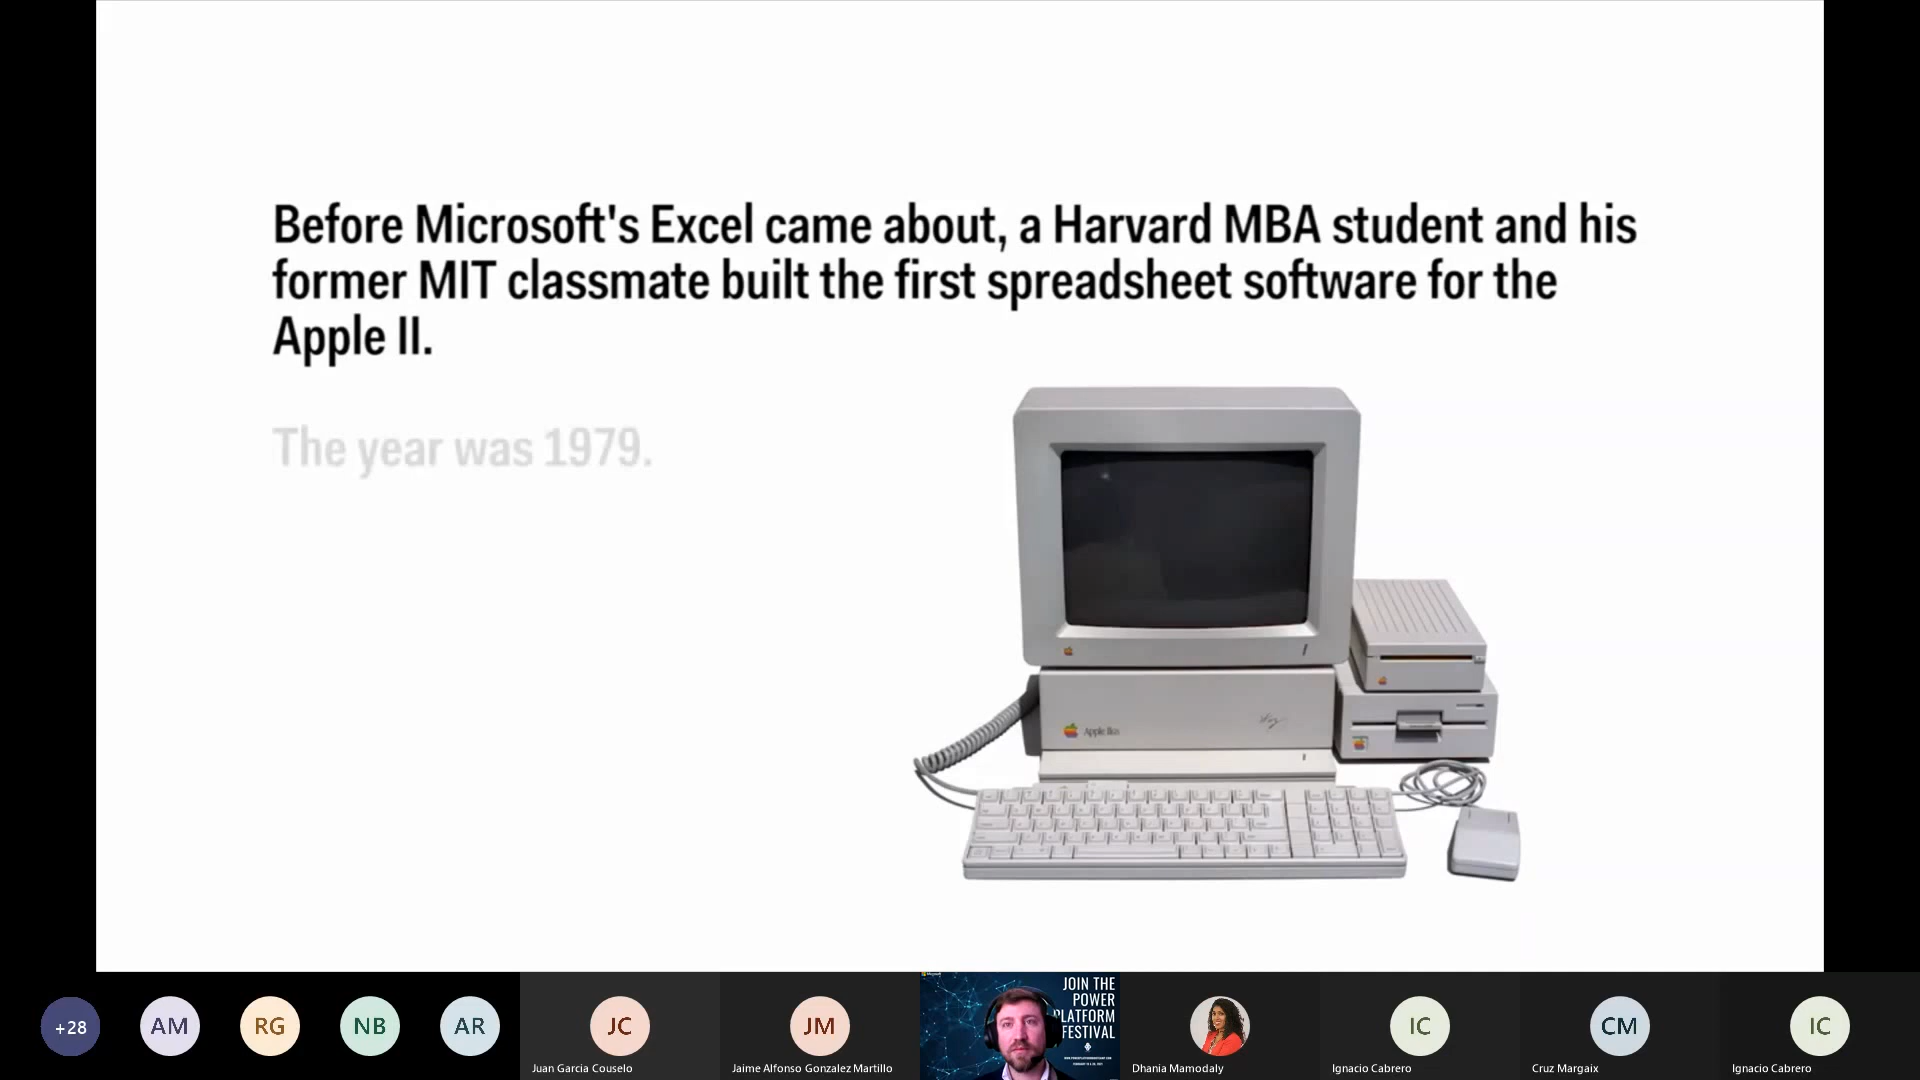 Before Microsoft's Excel came about, a Harvard MBA student and his
former MIT classmate built the first spreadsheet software for the
Apple II.
The year was 1979.
Apple IIGS
+28
AM
RG
NB
AR
JC
Juan Garcia Couselo
JM
Jaime Alfonso Gonzalez Martillo
JOIN THE
POWER
PLATFORM
FESTIVAL
Dhania Mamodaly
IC
Ignacio Cabrero
CM
Cruz Margaix
IC
Ignacio Cabrero